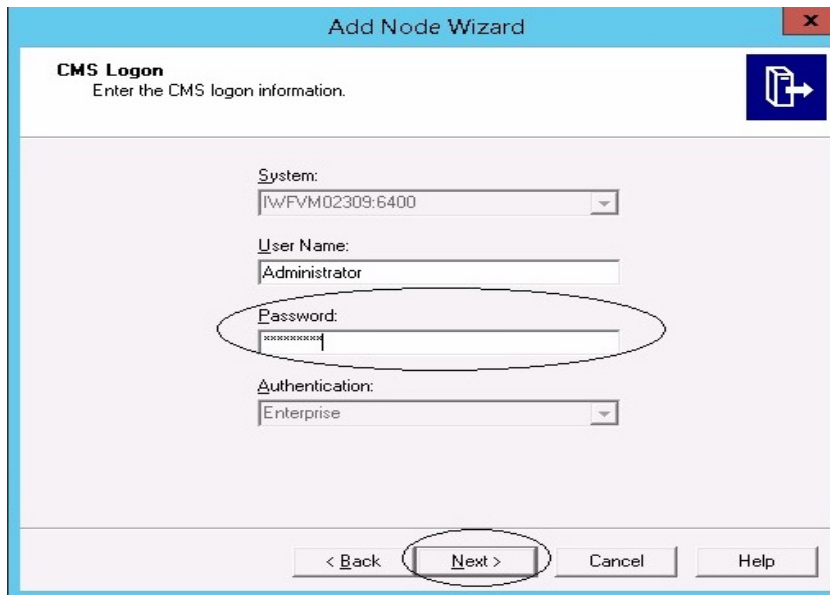 Add Node Wizard
x
CMS Logon
Enter the CMS logon information.
System:
IWFVM02309:6400
User Name:
Administrator
Password:
*********
Authentication:
Enterprise
< Back
Next >
Cancel
Help